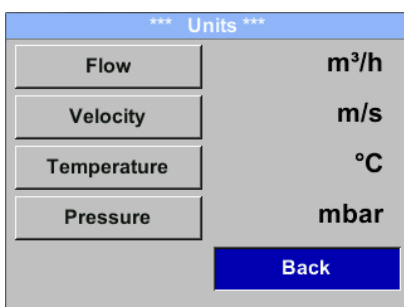 *** Units ***
Flow m³/h
Velocity m/s
Temperature °C
Pressure mbar
Back